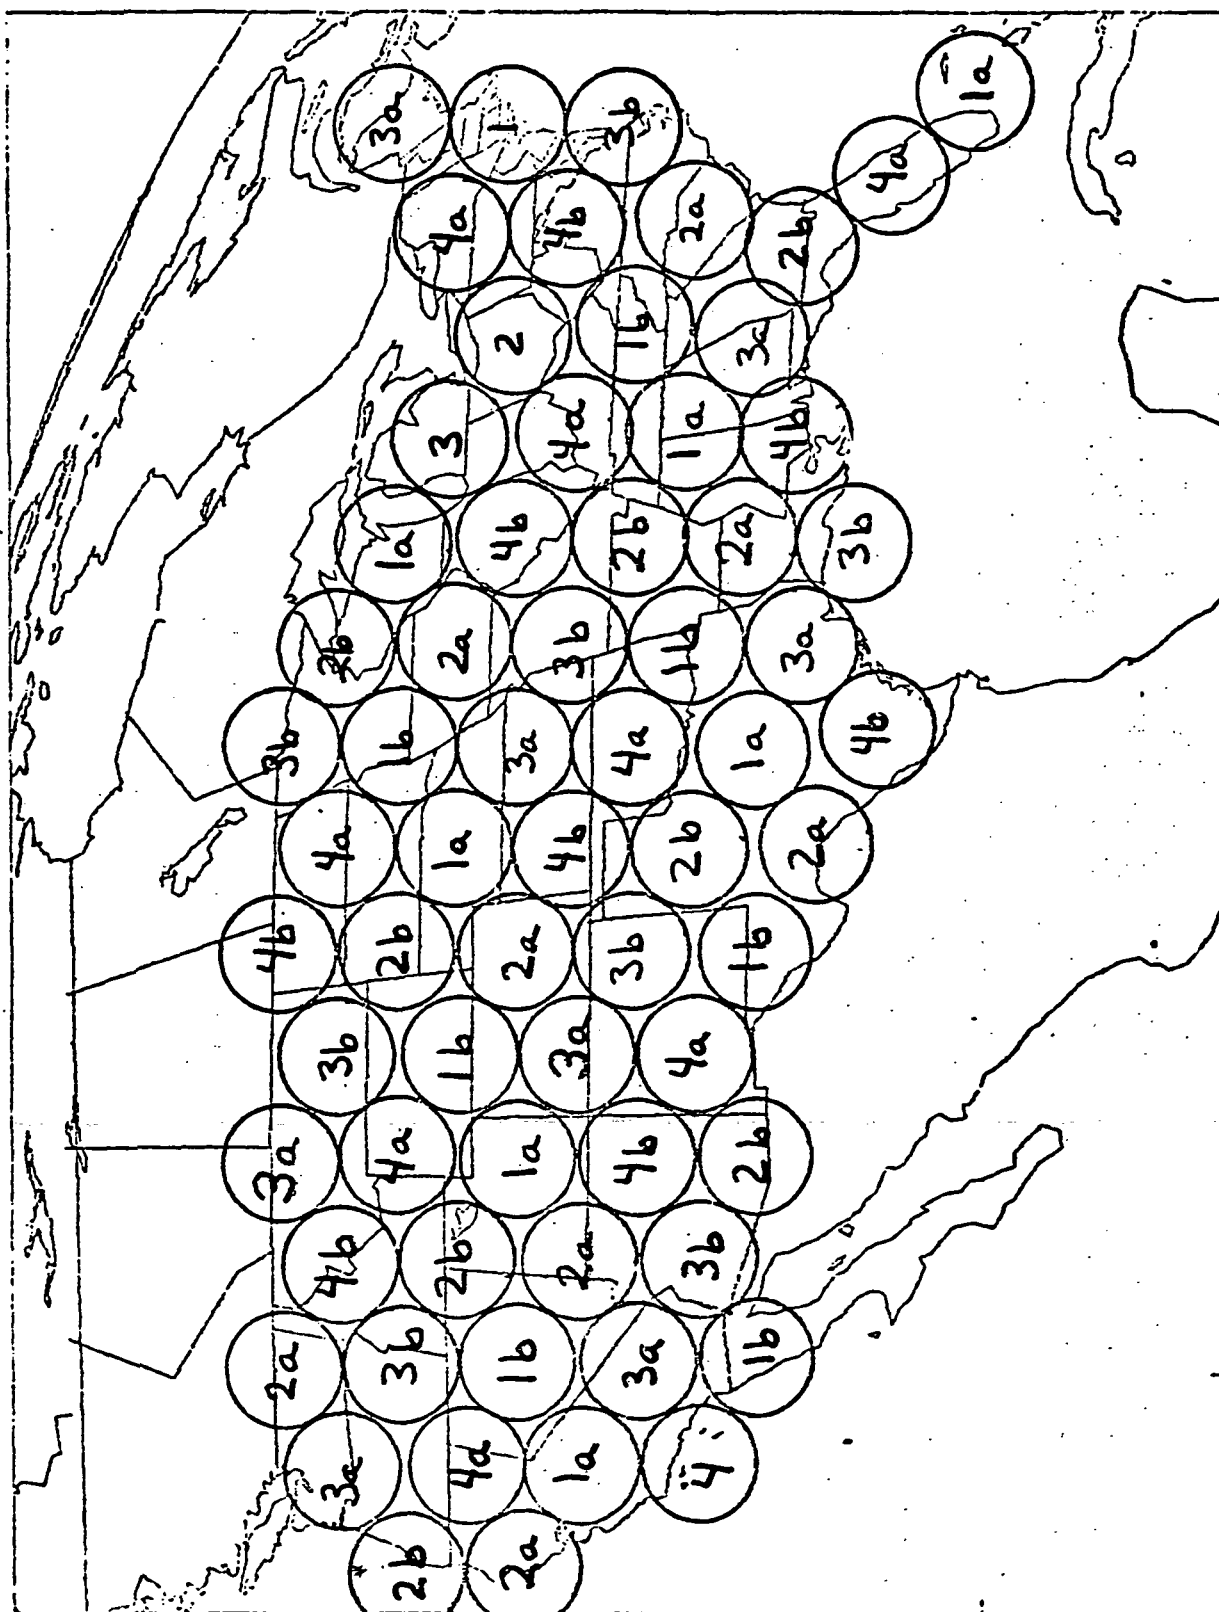 3a 1 3b 1a
4a 4b 2a 2b 4a
2 1b 3a
3 4a 1a 4b
1a 4b 2b 2a 3b
2b 2a 3b 1b 3a
3b 1b 3a 4a 1a 4b
4a 1a 4b 2b 2a
4b 2b 2a 3b 1b
3b 1b 3a 4a
3a 4a 1a 4b 2b
4b 2b 2a 3b
2a 3b 1b 3a 1b
3a 4a 1a 4
2b 2a